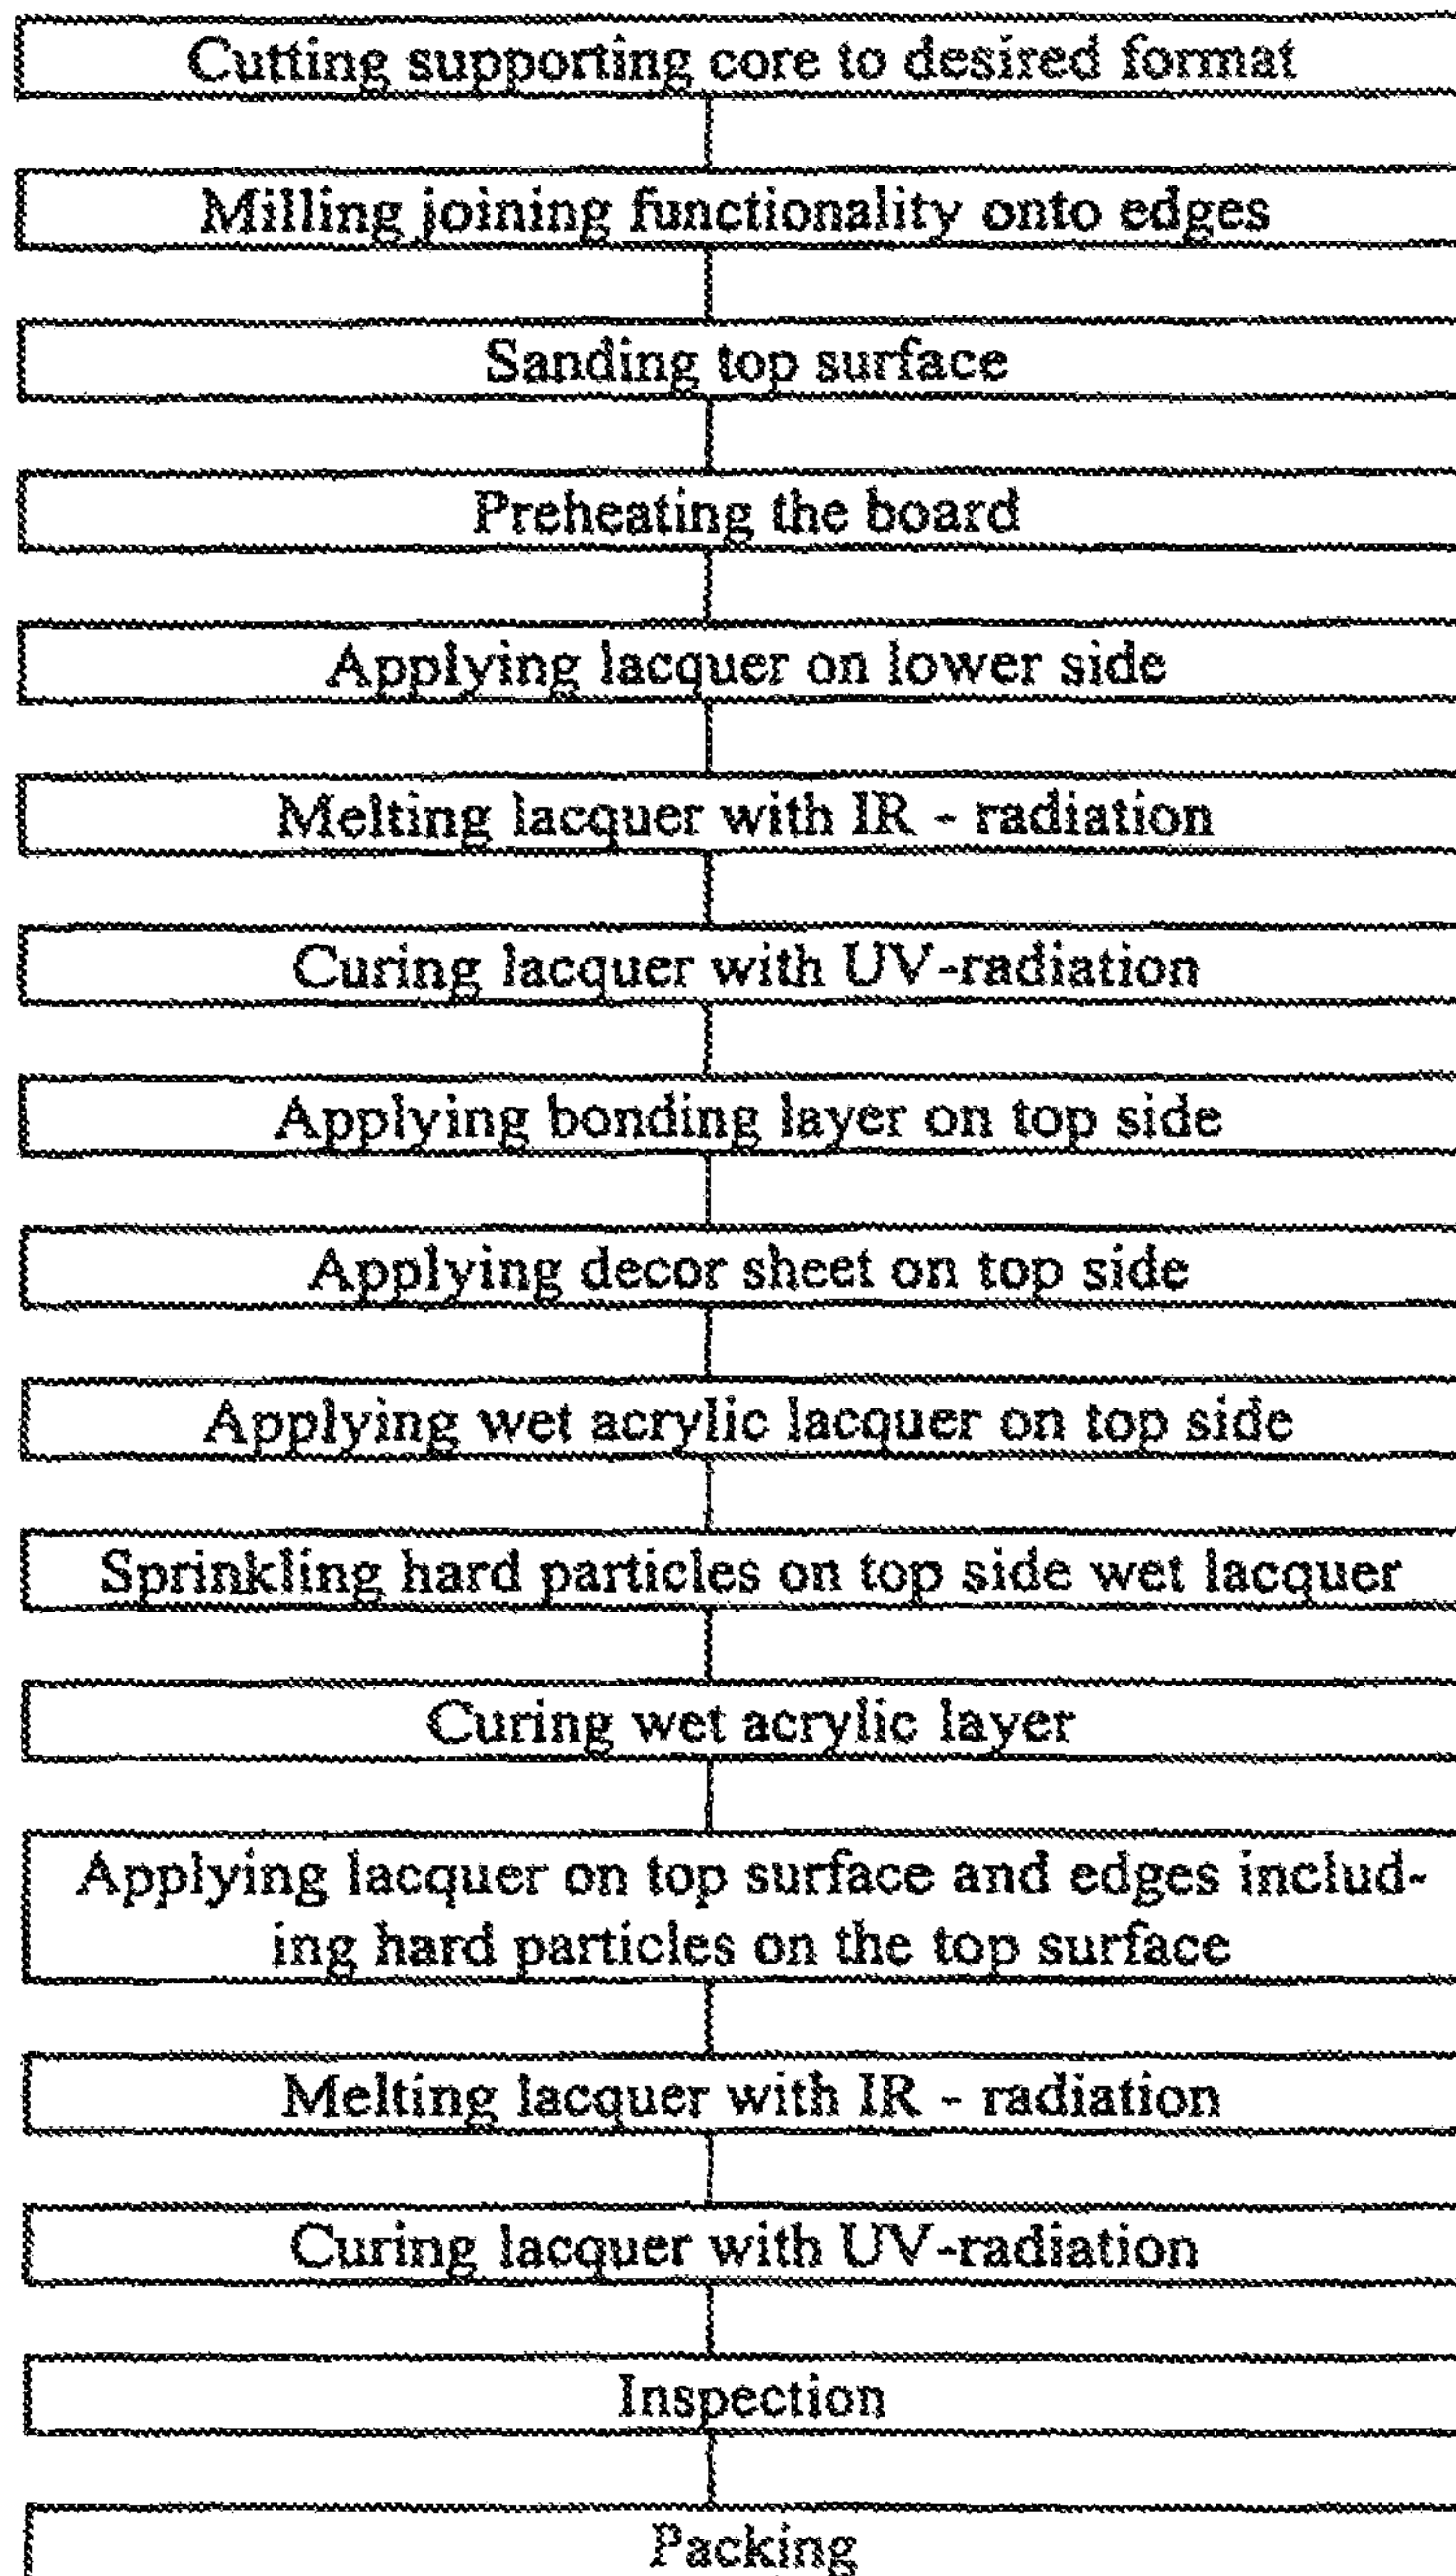 Cutting supporting core to desired format
Milling joining functionality onto edges
Sanding top surface
Preheating the board
Applying lacquer on lower side
Melting lacquer with IR - radiation
Curing lacquer with UV-radiation
Applying bonding layer on top side
Applying decor sheet on top side
Applying wet acrylic lacquer on top side
Sprinkling hard particles on top side wet lacquer
Curing wet acrylic layer
Applying lacquer on top surface and edges includ-
ing hard particles on the top surface
Melting lacquer with IR - radiation
Curing lacquer with UV-radiation
Inspection
Packing